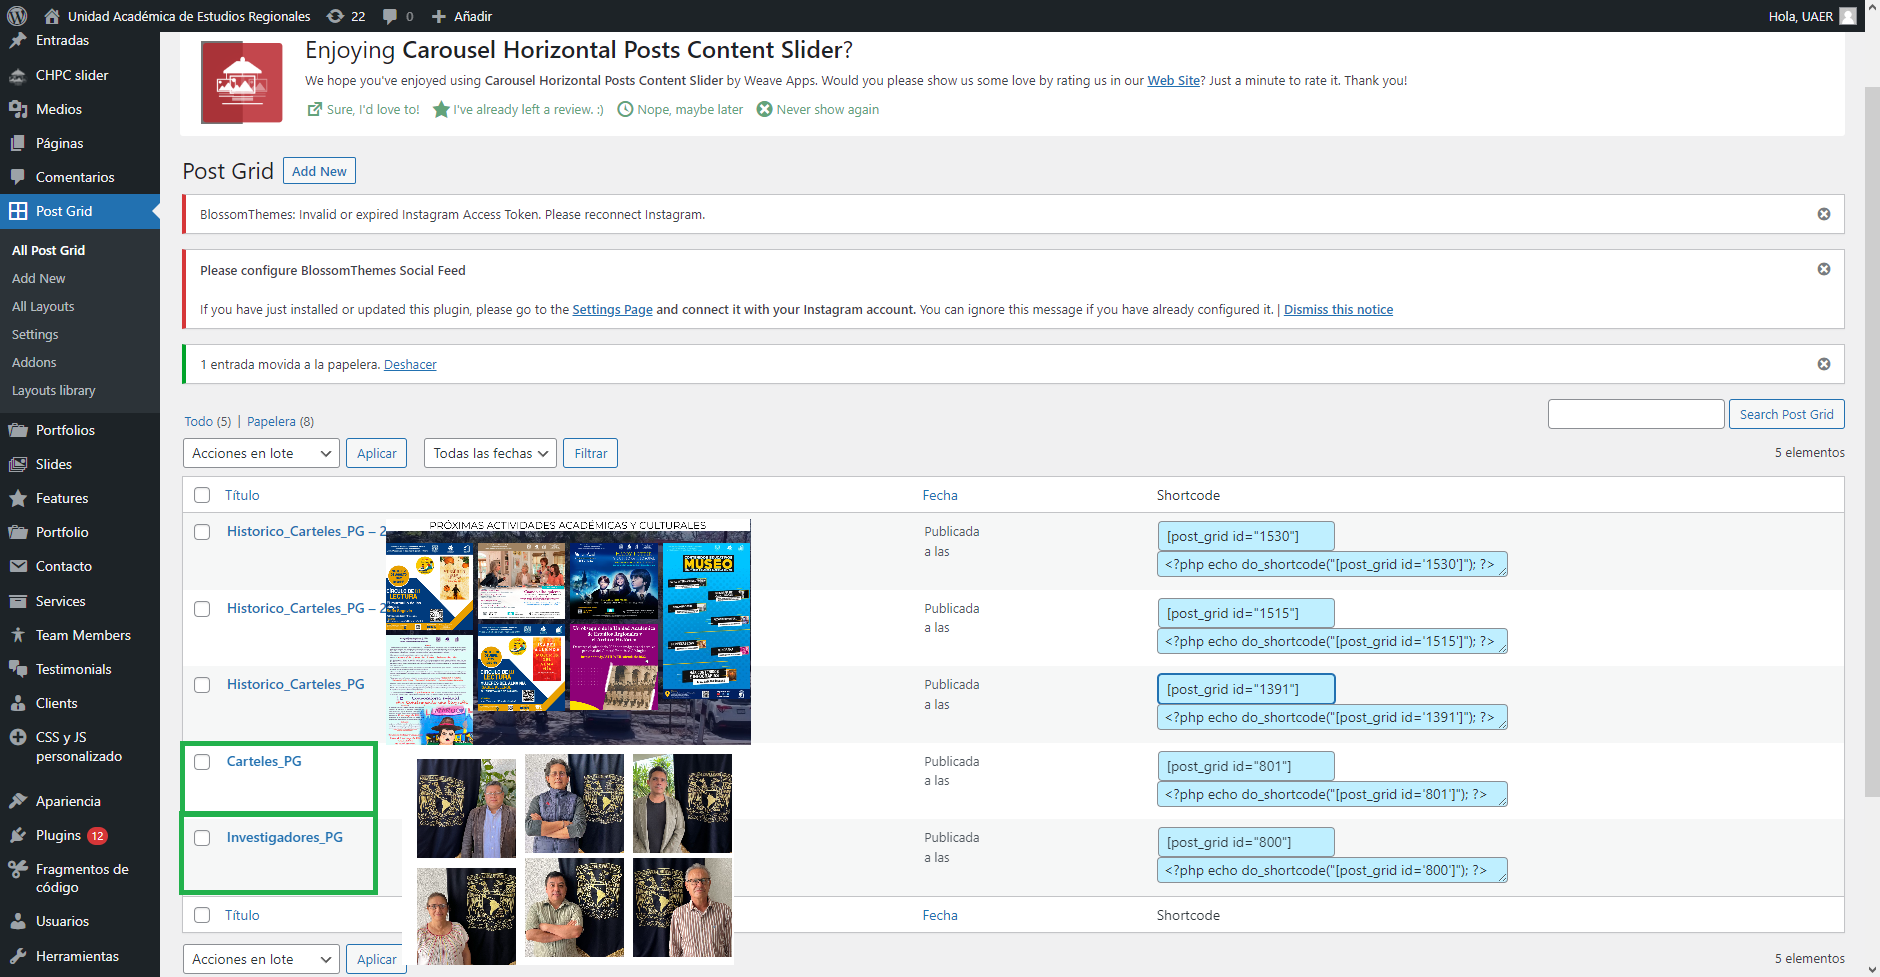 Unidad Académica de Estudios Regionales
22
0
Añadir
Hola, UAER
Entradas
CHPC slider
Medios
Páginas
Comentarios
Post Grid
All Post Grid
Add New
All Layouts
Settings
Addons
Layouts library
Portfolios
Slides
Features
Portfolio
Contacto
Services
Team Members
Testimonials
Clients
CSS y JS
personalizado
Apariencia
Plugins 12
Fragmentos de
código
Usuarios
Herramientas
Enjoying Carousel Horizontal Posts Content Slider?
We hope you've enjoyed using Carousel Horizontal Posts Content Slider by Weave Apps. Would you please show us some love by rating us in our Web Site? Just a minute to rate it. Thank you!
Sure, I'd love to! I've already left a review. :) Nope, maybe later Never show again
Post Grid Add New
BlossomThemes: Invalid or expired Instagram Access Token. Please reconnect Instagram.
Please configure BlossomThemes Social Feed
If you have just installed or updated this plugin, please go to the Settings Page and connect it with your Instagram account. You can ignore this message if you have already configured it. | Dismiss this notice
1 entrada movida a la papelera. Deshacer
Todo (5) | Papelera (8)
Search Post Grid
Acciones en lote Aplicar Todas las fechas Filtrar
5 elementos
Título Fecha Shortcode
Historico_Carteles_PG – 2
Publicada
a las
[post_grid id="1530"]
<?php echo do_shortcode("[post_grid id='1530']"); ?>
Historico_Carteles_PG – 2
Publicada
a las
[post_grid id="1515"]
<?php echo do_shortcode("[post_grid id='1515']"); ?>
Historico_Carteles_PG
Publicada
a las
[post_grid id="1391"]
<?php echo do_shortcode("[post_grid id='1391']"); ?>
PRÓXIMAS ACTIVIDADES ACADÉMICAS Y CULTURALES
CÍRCULO DE
LECTURA
MUSEO
CÍRCULO DE
LECTURA
Carteles_PG
Publicada
a las
[post_grid id="801"]
<?php echo do_shortcode("[post_grid id='801']"); ?>
Investigadores_PG
Publicada
a las
[post_grid id="800"]
<?php echo do_shortcode("[post_grid id='800']"); ?>
Título Fecha Shortcode
Acciones en lote Aplicar
5 elementos